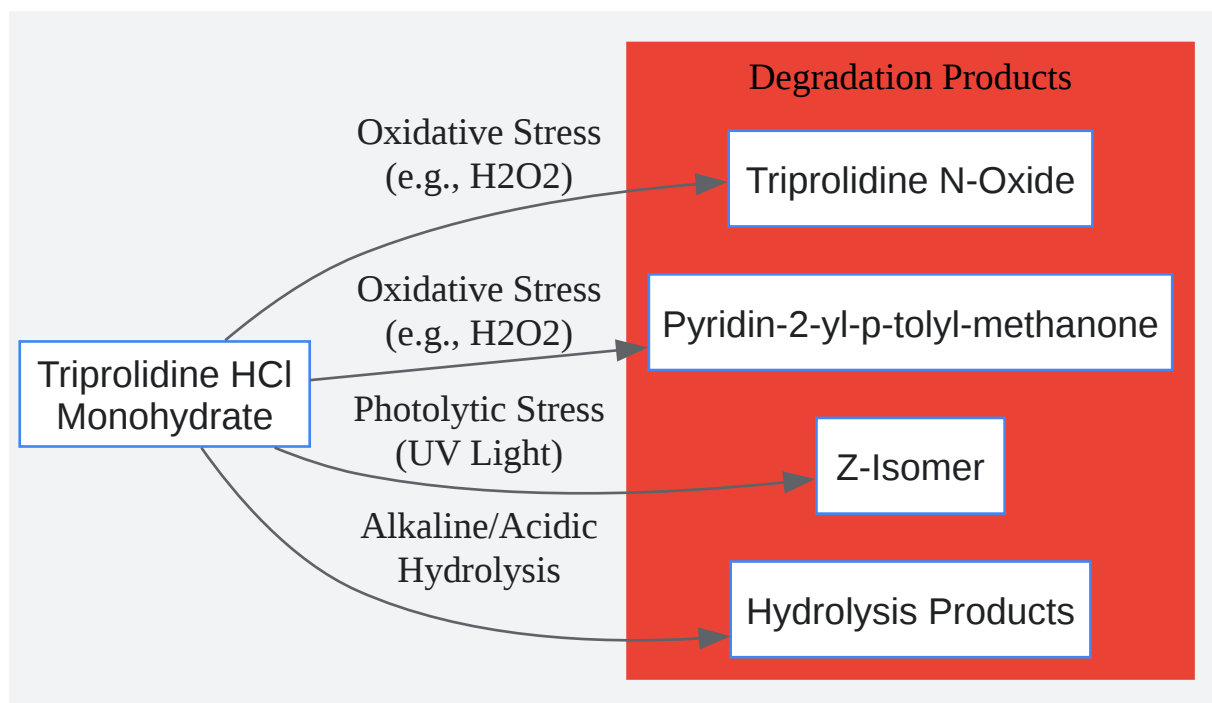 Degradation Products
Oxidative Stress
(e.g., H2O2)
Triprolidine N-Oxide
Oxidative Stress
(e.g., H2O2)
Pyridin-2-yl-p-tolyl-methanone
Triprolidine HCl
Monohydrate
Photolytic Stress
(UV Light)
Z-Isomer
Alkaline/Acidic
Hydrolysis
Hydrolysis Products